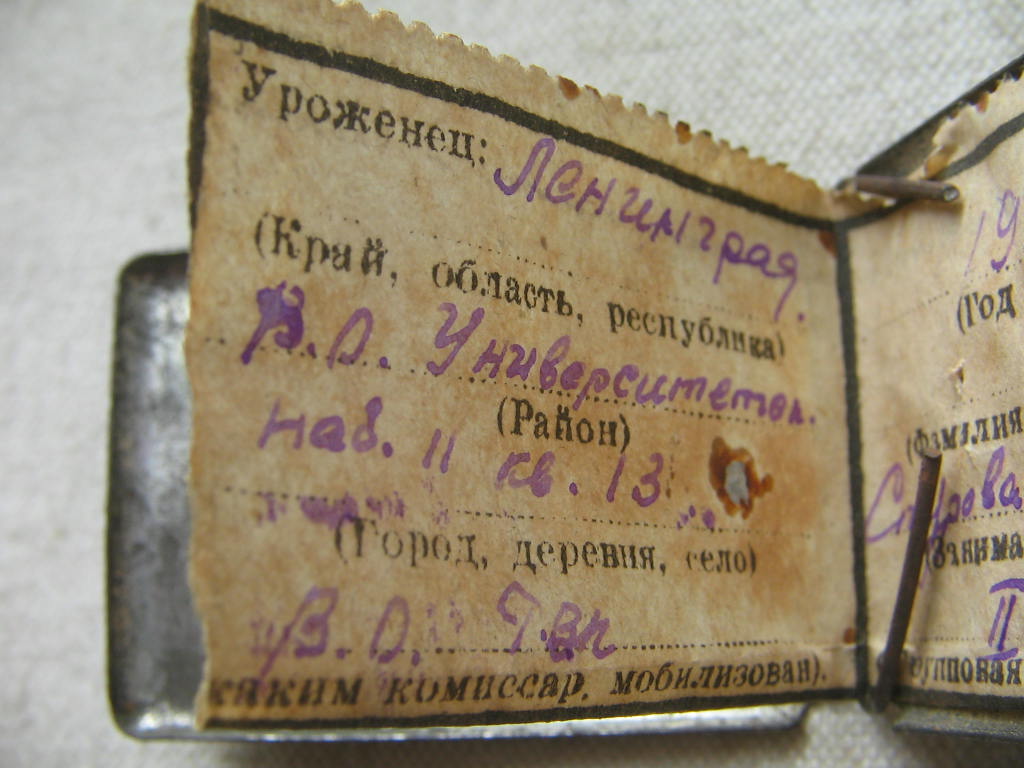 Уроженец: Ленинград.
(Край, область, республика)
В.О. Университетск.
(Район)
наб. 11 кв. 13
(Город, деревня, село)
В.О.
каким комиссар. мобилизован).
19
(Год
(Фамилия
(Занима
II